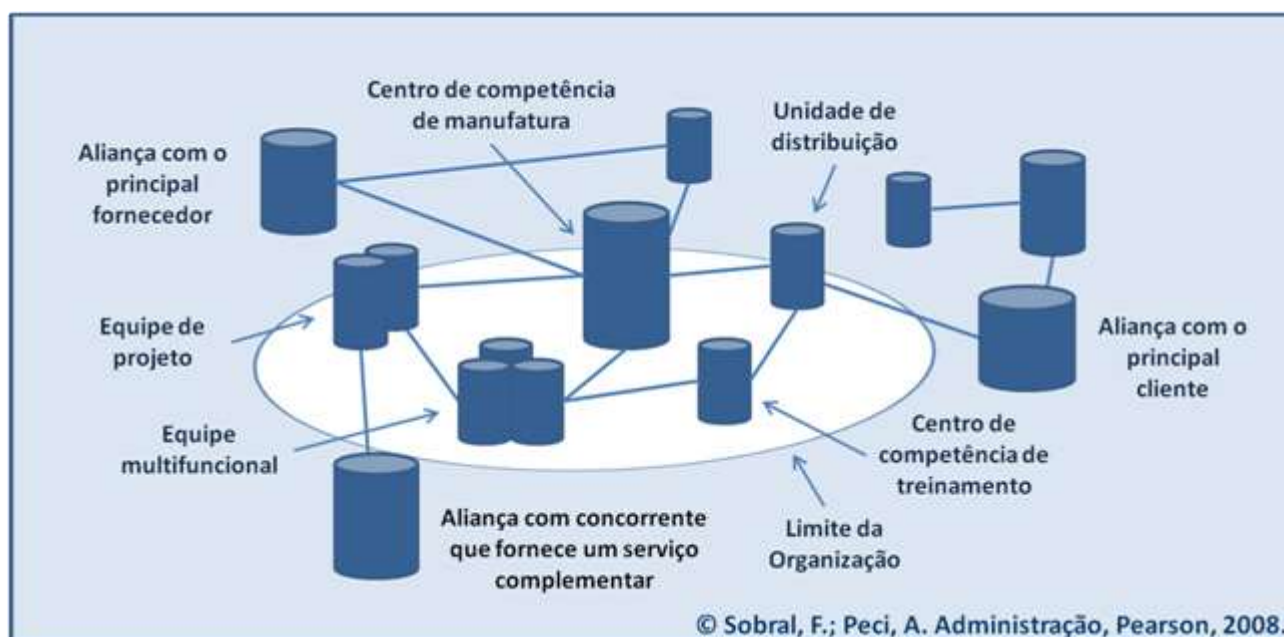 Centro de competência
de manufatura
Unidade de
distribuição
Aliança com o
principal
fornecedor
Equipe de
projeto
Aliança com o
principal
cliente
Equipe
multifuncional
Centro de
competência de
treinamento
Aliança com concorrente
que fornece um serviço
complementar
Limite da
Organização
© Sobral, F.; Peci, A. Administração, Pearson, 2008.